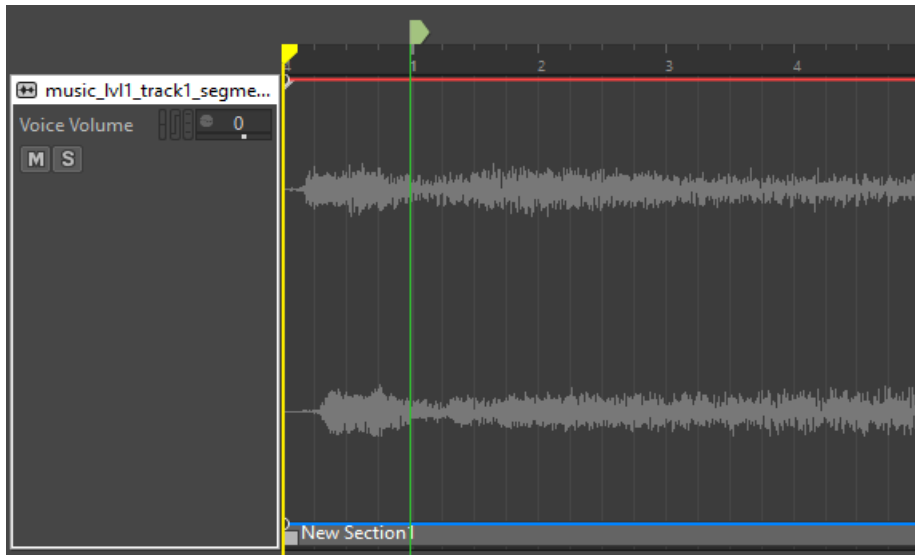 1 2 3 4
music_lvl1_track1_segme...
Voice Volume 0
M S
New Section1